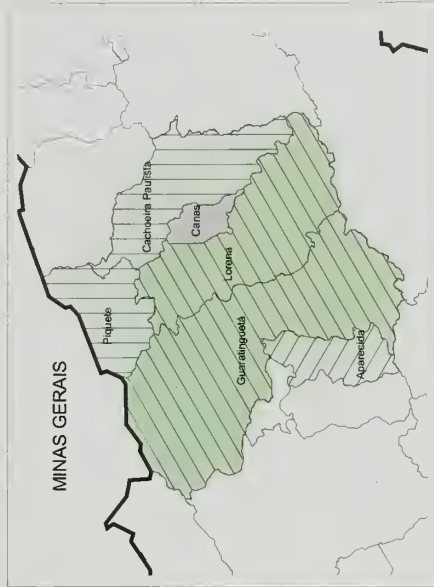 MINAS GERAIS
Piquete
Cachoeira Paulista
Canas
Lorena
Guaratinguetá
Aparecida